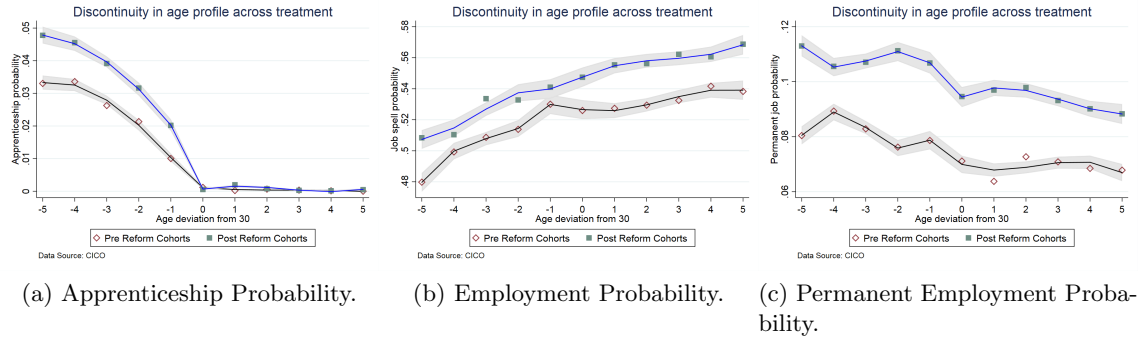 Discontinuity in age profile across treatment
Apprenticeship probability
.05
.04
.03
.02
.01
0
-5 -4 -3 -2 -1 0 1 2 3 4 5
Age deviation from 30
Pre Reform Cohorts Post Reform Cohorts
Data Source: CICO
(a) Apprenticeship Probability.
Discontinuity in age profile across treatment
Job spell probability
.58
.56
.54
.52
.5
.48
-5 -4 -3 -2 -1 0 1 2 3 4 5
Age deviation from 30
Pre Reform Cohorts Post Reform Cohorts
Data Source: CICO
(b) Employment Probability.
Discontinuity in age profile across treatment
Permanent job probability
.12
.1
.08
.06
-5 -4 -3 -2 -1 0 1 2 3 4 5
Age deviation from 30
Pre Reform Cohorts Post Reform Cohorts
Data Source: CICO
(c) Permanent Employment Proba-
bility.